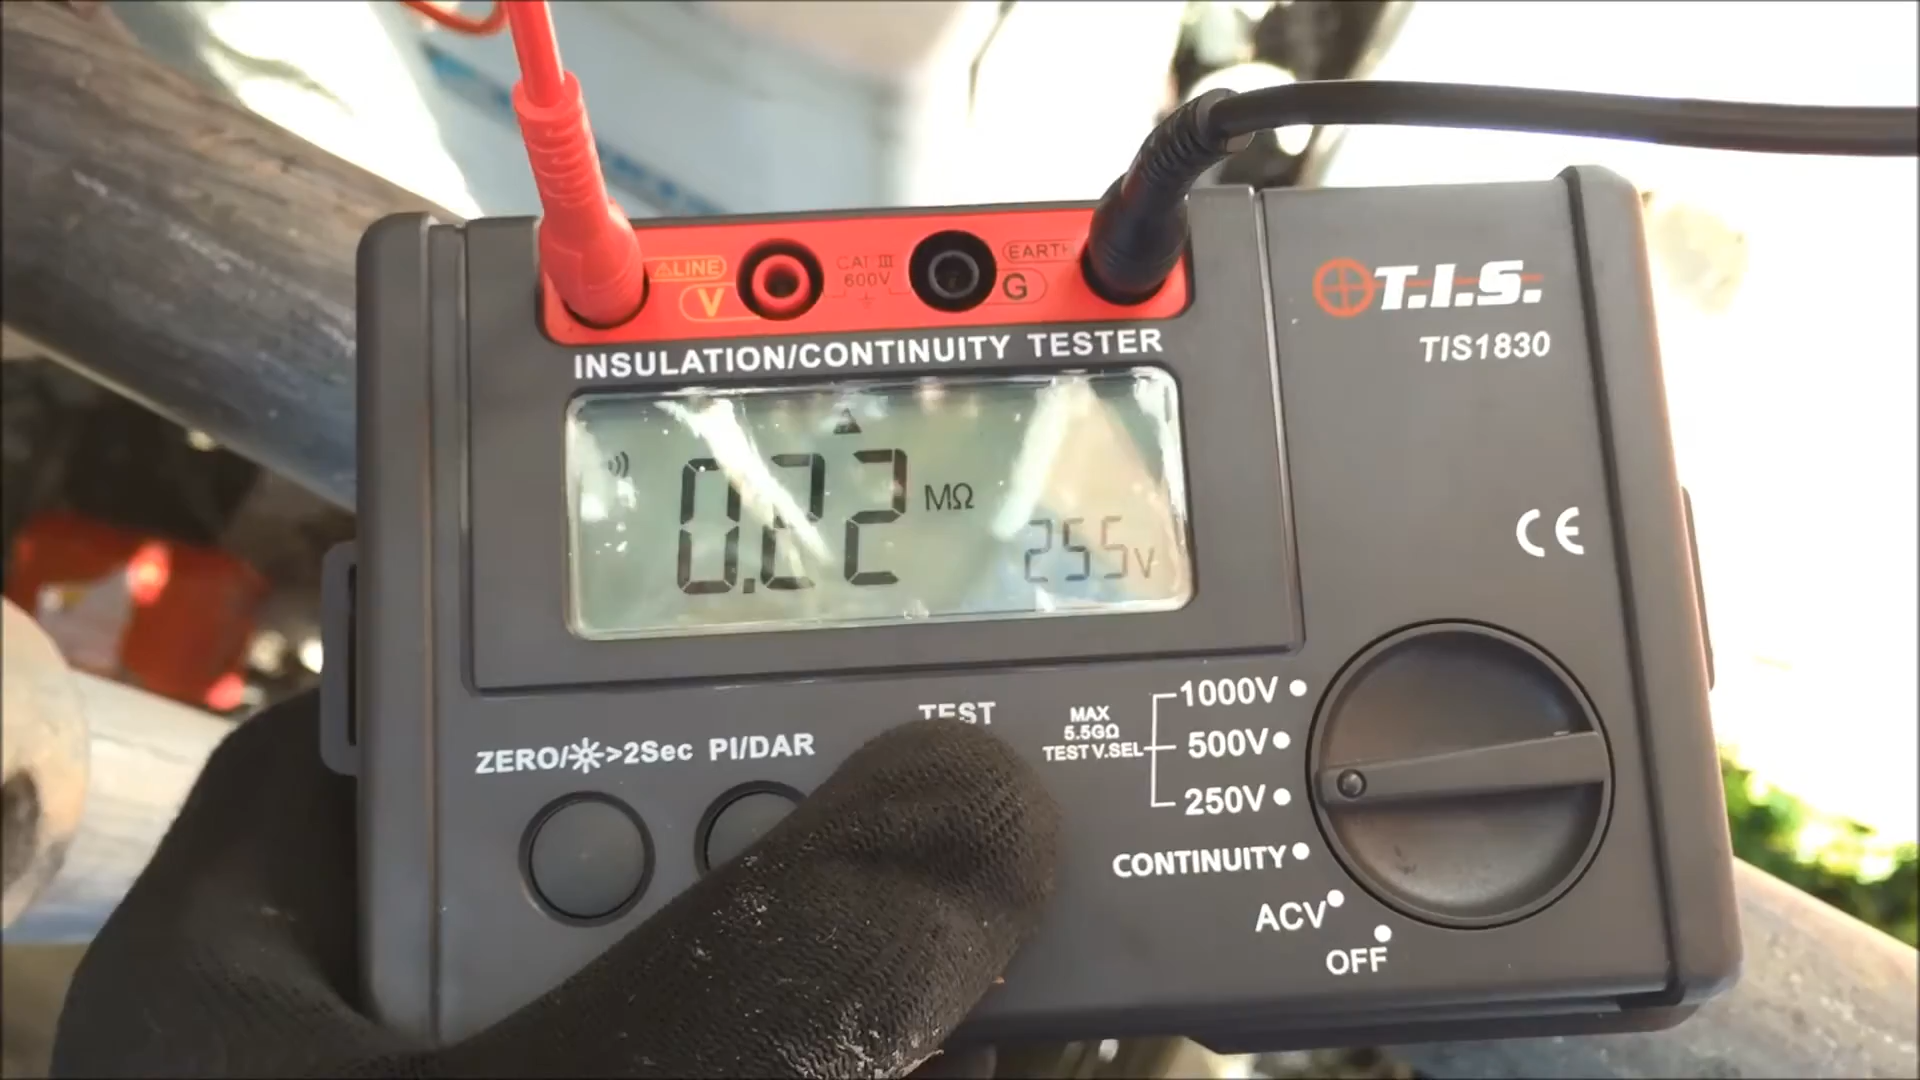 LINE
V
CAT III
600V
EARTH
G
T.I.S.
TIS1830
INSULATION/CONTINUITY TESTER
0.22 MΩ
255V
CE
TEST
ZERO/ >2Sec PI/DAR
MAX
5.5GΩ
TEST V.SEL
1000V
500V
250V
CONTINUITY
ACV
OFF